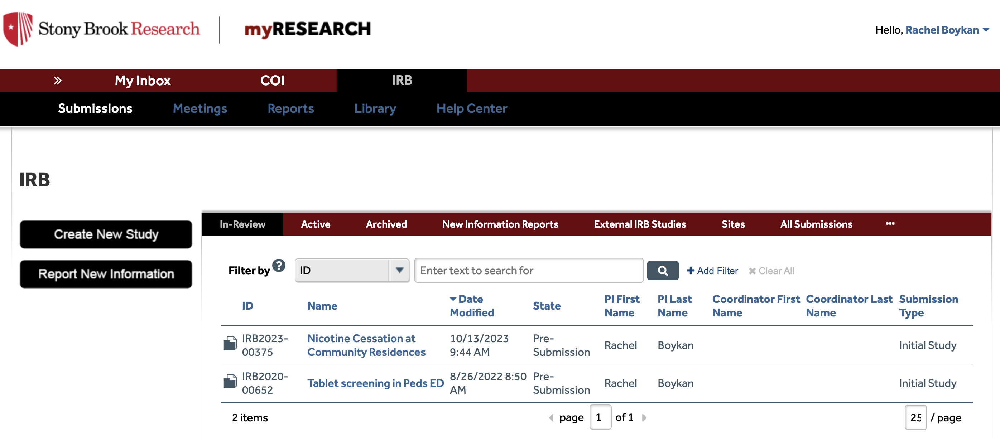 Stony Brook Research
myRESEARCH
Hello, Rachel Boykan
» My Inbox COI IRB
Submissions Meetings Reports Library Help Center
IRB
Create New Study
Report New Information
In-Review Active Archived New Information Reports External IRB Studies Sites All Submissions ...
Filter by ? ID Enter text to search for + Add Filter × Clear All
ID Name Date Modified State PI First Name PI Last Name Coordinator First Name Coordinator Last Name Submission Type
IRB2023-00375 Nicotine Cessation at Community Residences 10/13/2023 9:44 AM Pre-Submission Rachel Boykan Initial Study
IRB2020-00652 Tablet screening in Peds ED 8/26/2022 8:50 AM Pre-Submission Rachel Boykan Initial Study
2 items page 1 of 1 25 / page